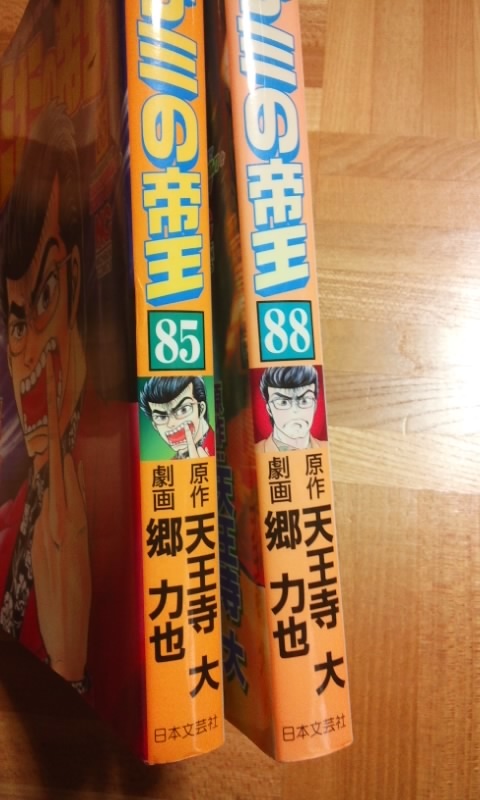 ミの帝王
85
原作 天王寺 大
劇画 郷 力也
日本文芸社
ミの帝王
88
原作 天王寺 大
劇画 郷 力也
日本文芸社